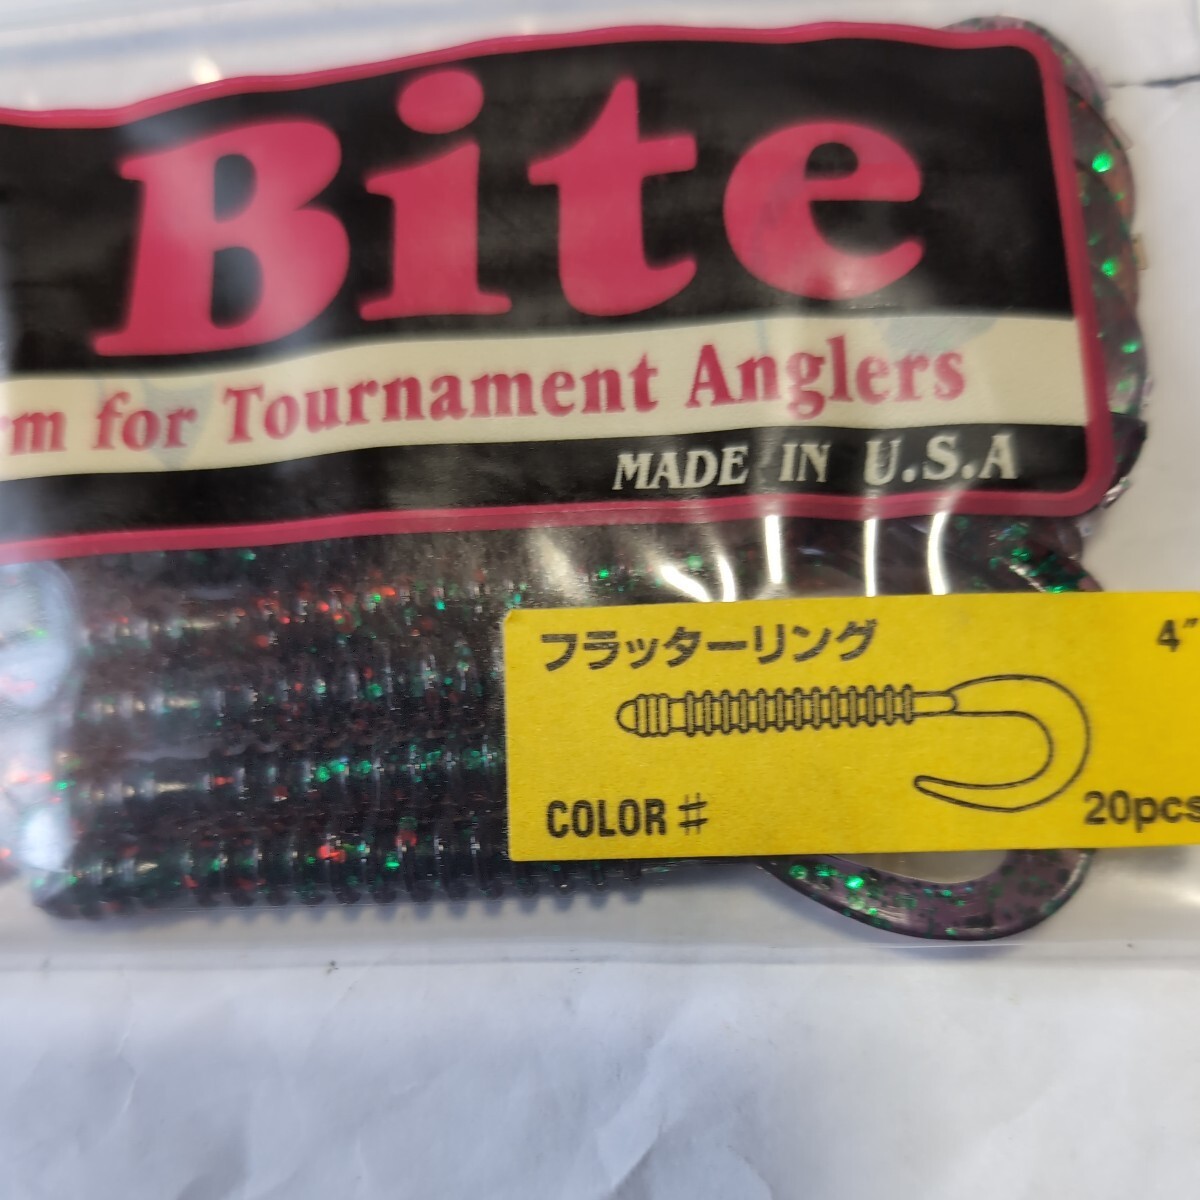 Bite
rm for Tournament Anglers
MADE IN U.S.A
フラッターリング 4"
COLOR #
20pcs